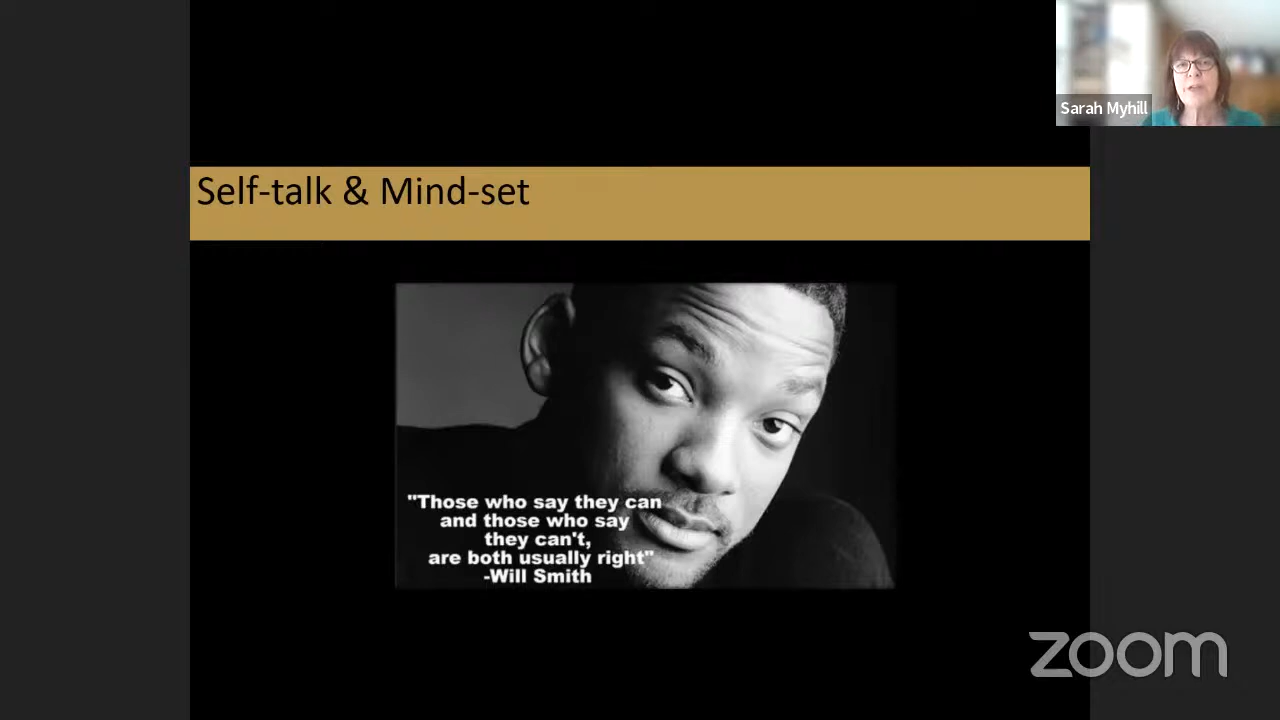 Sarah Myhill
Self-talk & Mind-set
"Those who say they can
and those who say
they can't,
are both usually right"
-Will Smith
zoom